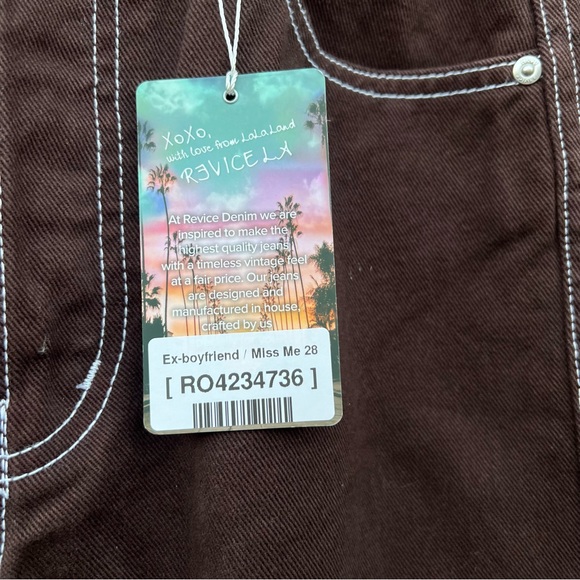 XoXo,
with love from LaLaLand
REVICE LA
At Revice Denim we are
inspired to make the
highest quality jeans
with a timeless vintage feel
at a fair price. Our jeans
are designed and
manufactured in house,
crafted by us
Ex-boyfriend / Miss Me 28
[ RO4234736 ]